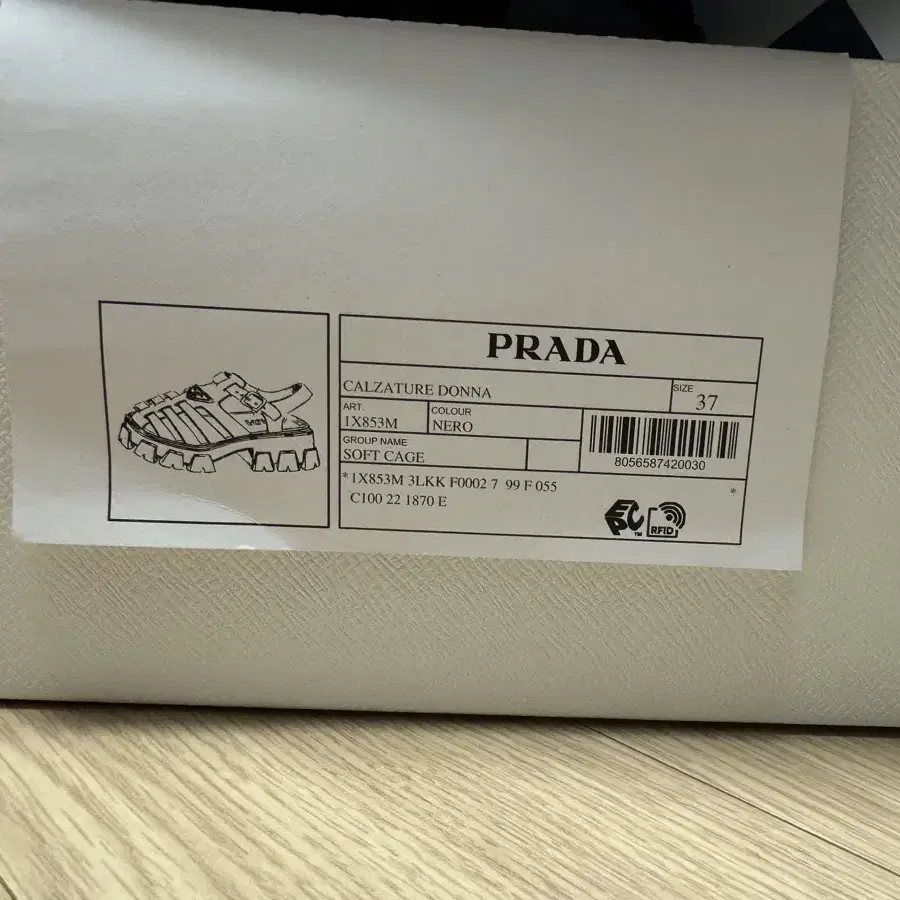 PRADA
CALZATURE DONNA
SIZE
37
ART.
1X853M
COLOUR
NERO
GROUP NAME
SOFT CAGE
8056587420030
*1X853M 3LKK F0002 7 99 F 055 *
C100 22 1870 E
EPC™
RFID